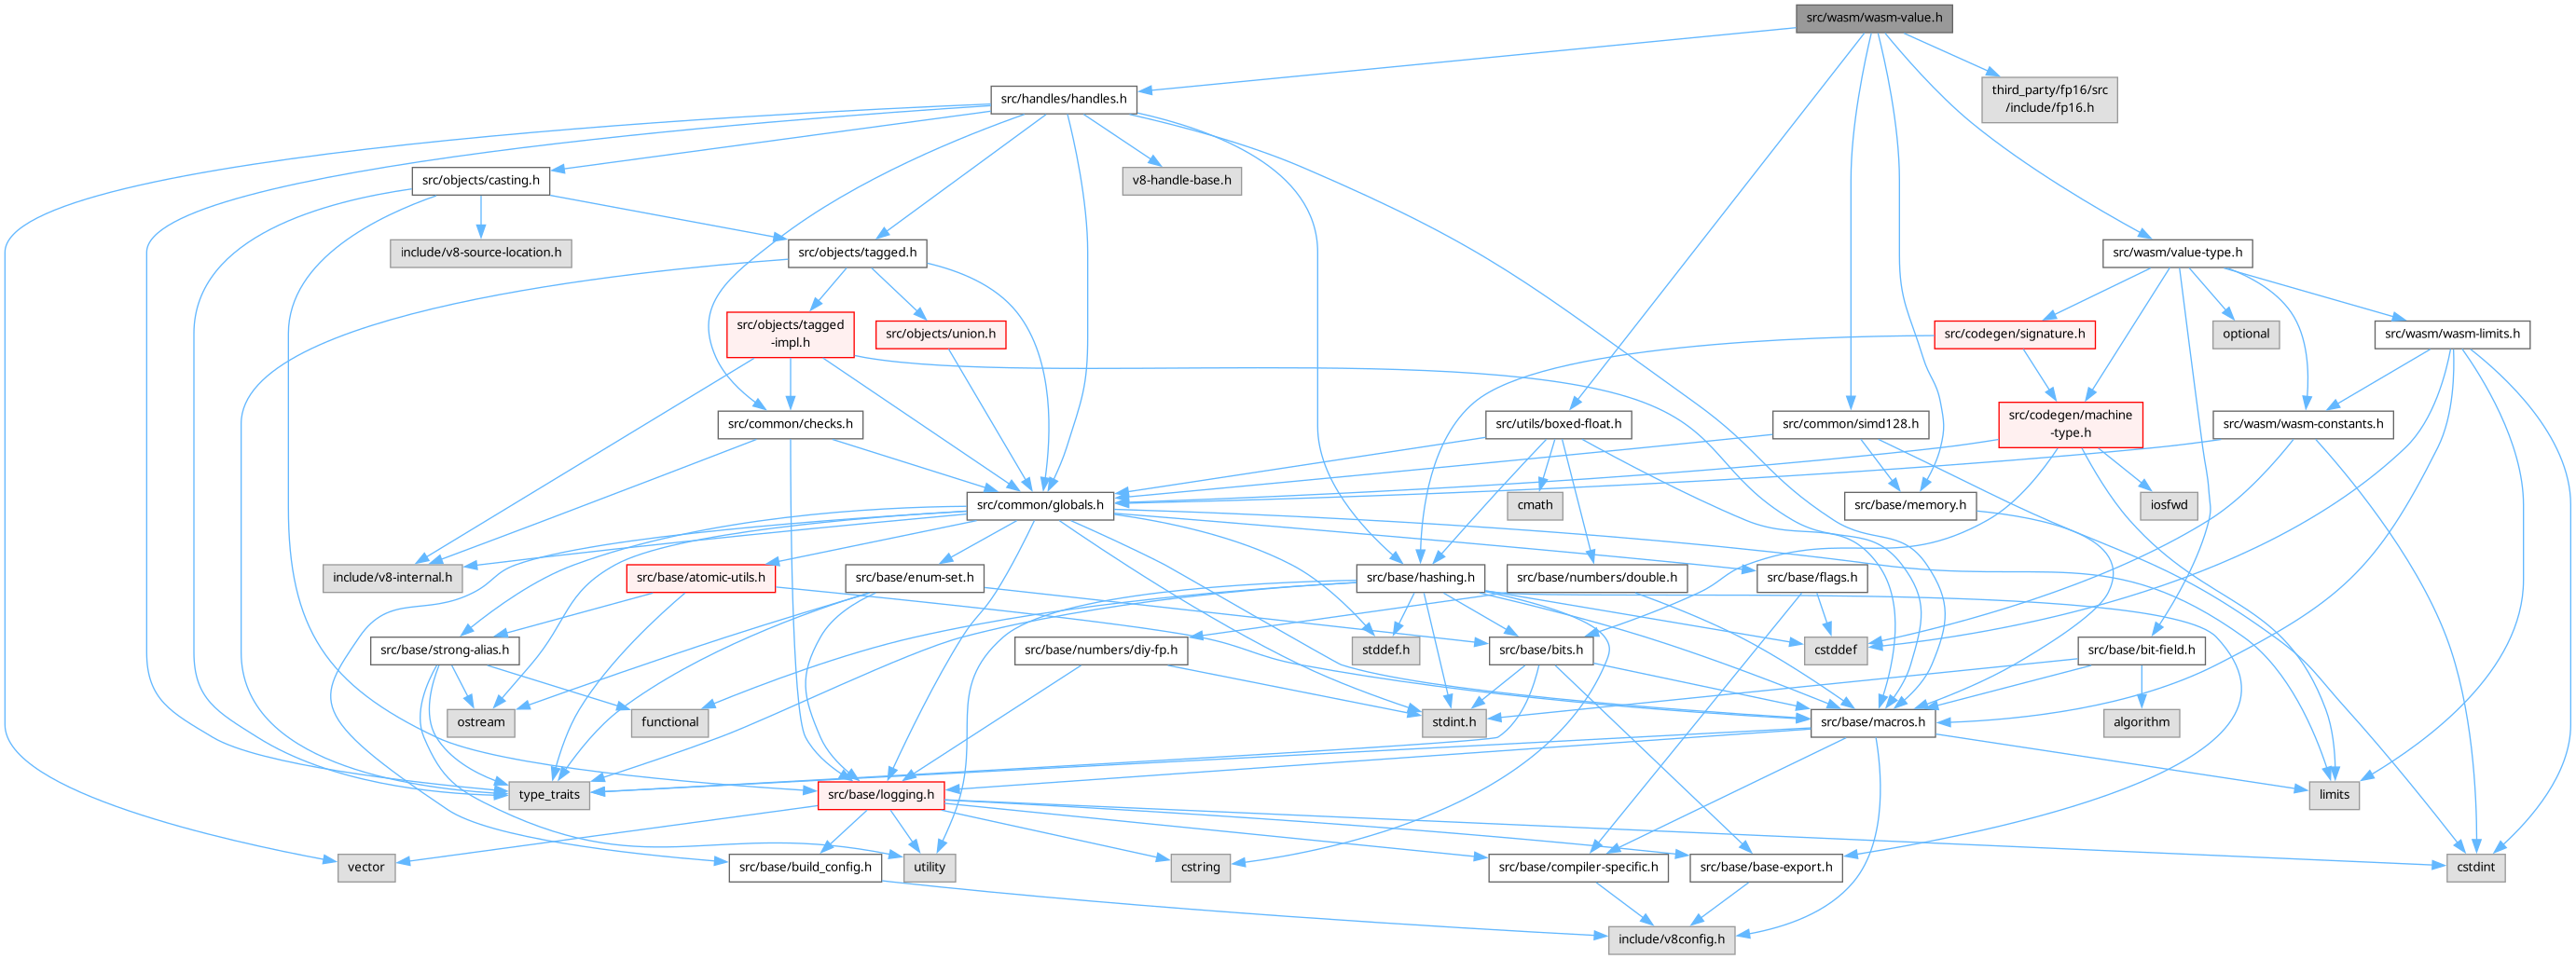 src/wasm/wasm-value.h
third_party/fp16/src
/include/fp16.h
src/handles/handles.h
src/objects/casting.h
v8-handle-base.h
include/v8-source-location.h
src/objects/tagged.h
src/wasm/value-type.h
src/objects/tagged
-impl.h
src/objects/union.h
src/codegen/signature.h
optional
src/wasm/wasm-limits.h
src/common/checks.h
src/utils/boxed-float.h
src/common/simd128.h
src/codegen/machine
-type.h
src/wasm/wasm-constants.h
src/common/globals.h
cmath
src/base/memory.h
iosfwd
include/v8-internal.h
src/base/atomic-utils.h
src/base/enum-set.h
src/base/hashing.h
src/base/numbers/double.h
src/base/flags.h
src/base/strong-alias.h
src/base/numbers/diy-fp.h
stddef.h
src/base/bits.h
cstddef
src/base/bit-field.h
ostream
functional
stdint.h
src/base/macros.h
algorithm
type_traits
src/base/logging.h
limits
vector
src/base/build_config.h
utility
cstring
src/base/compiler-specific.h
src/base/base-export.h
cstdint
include/v8config.h